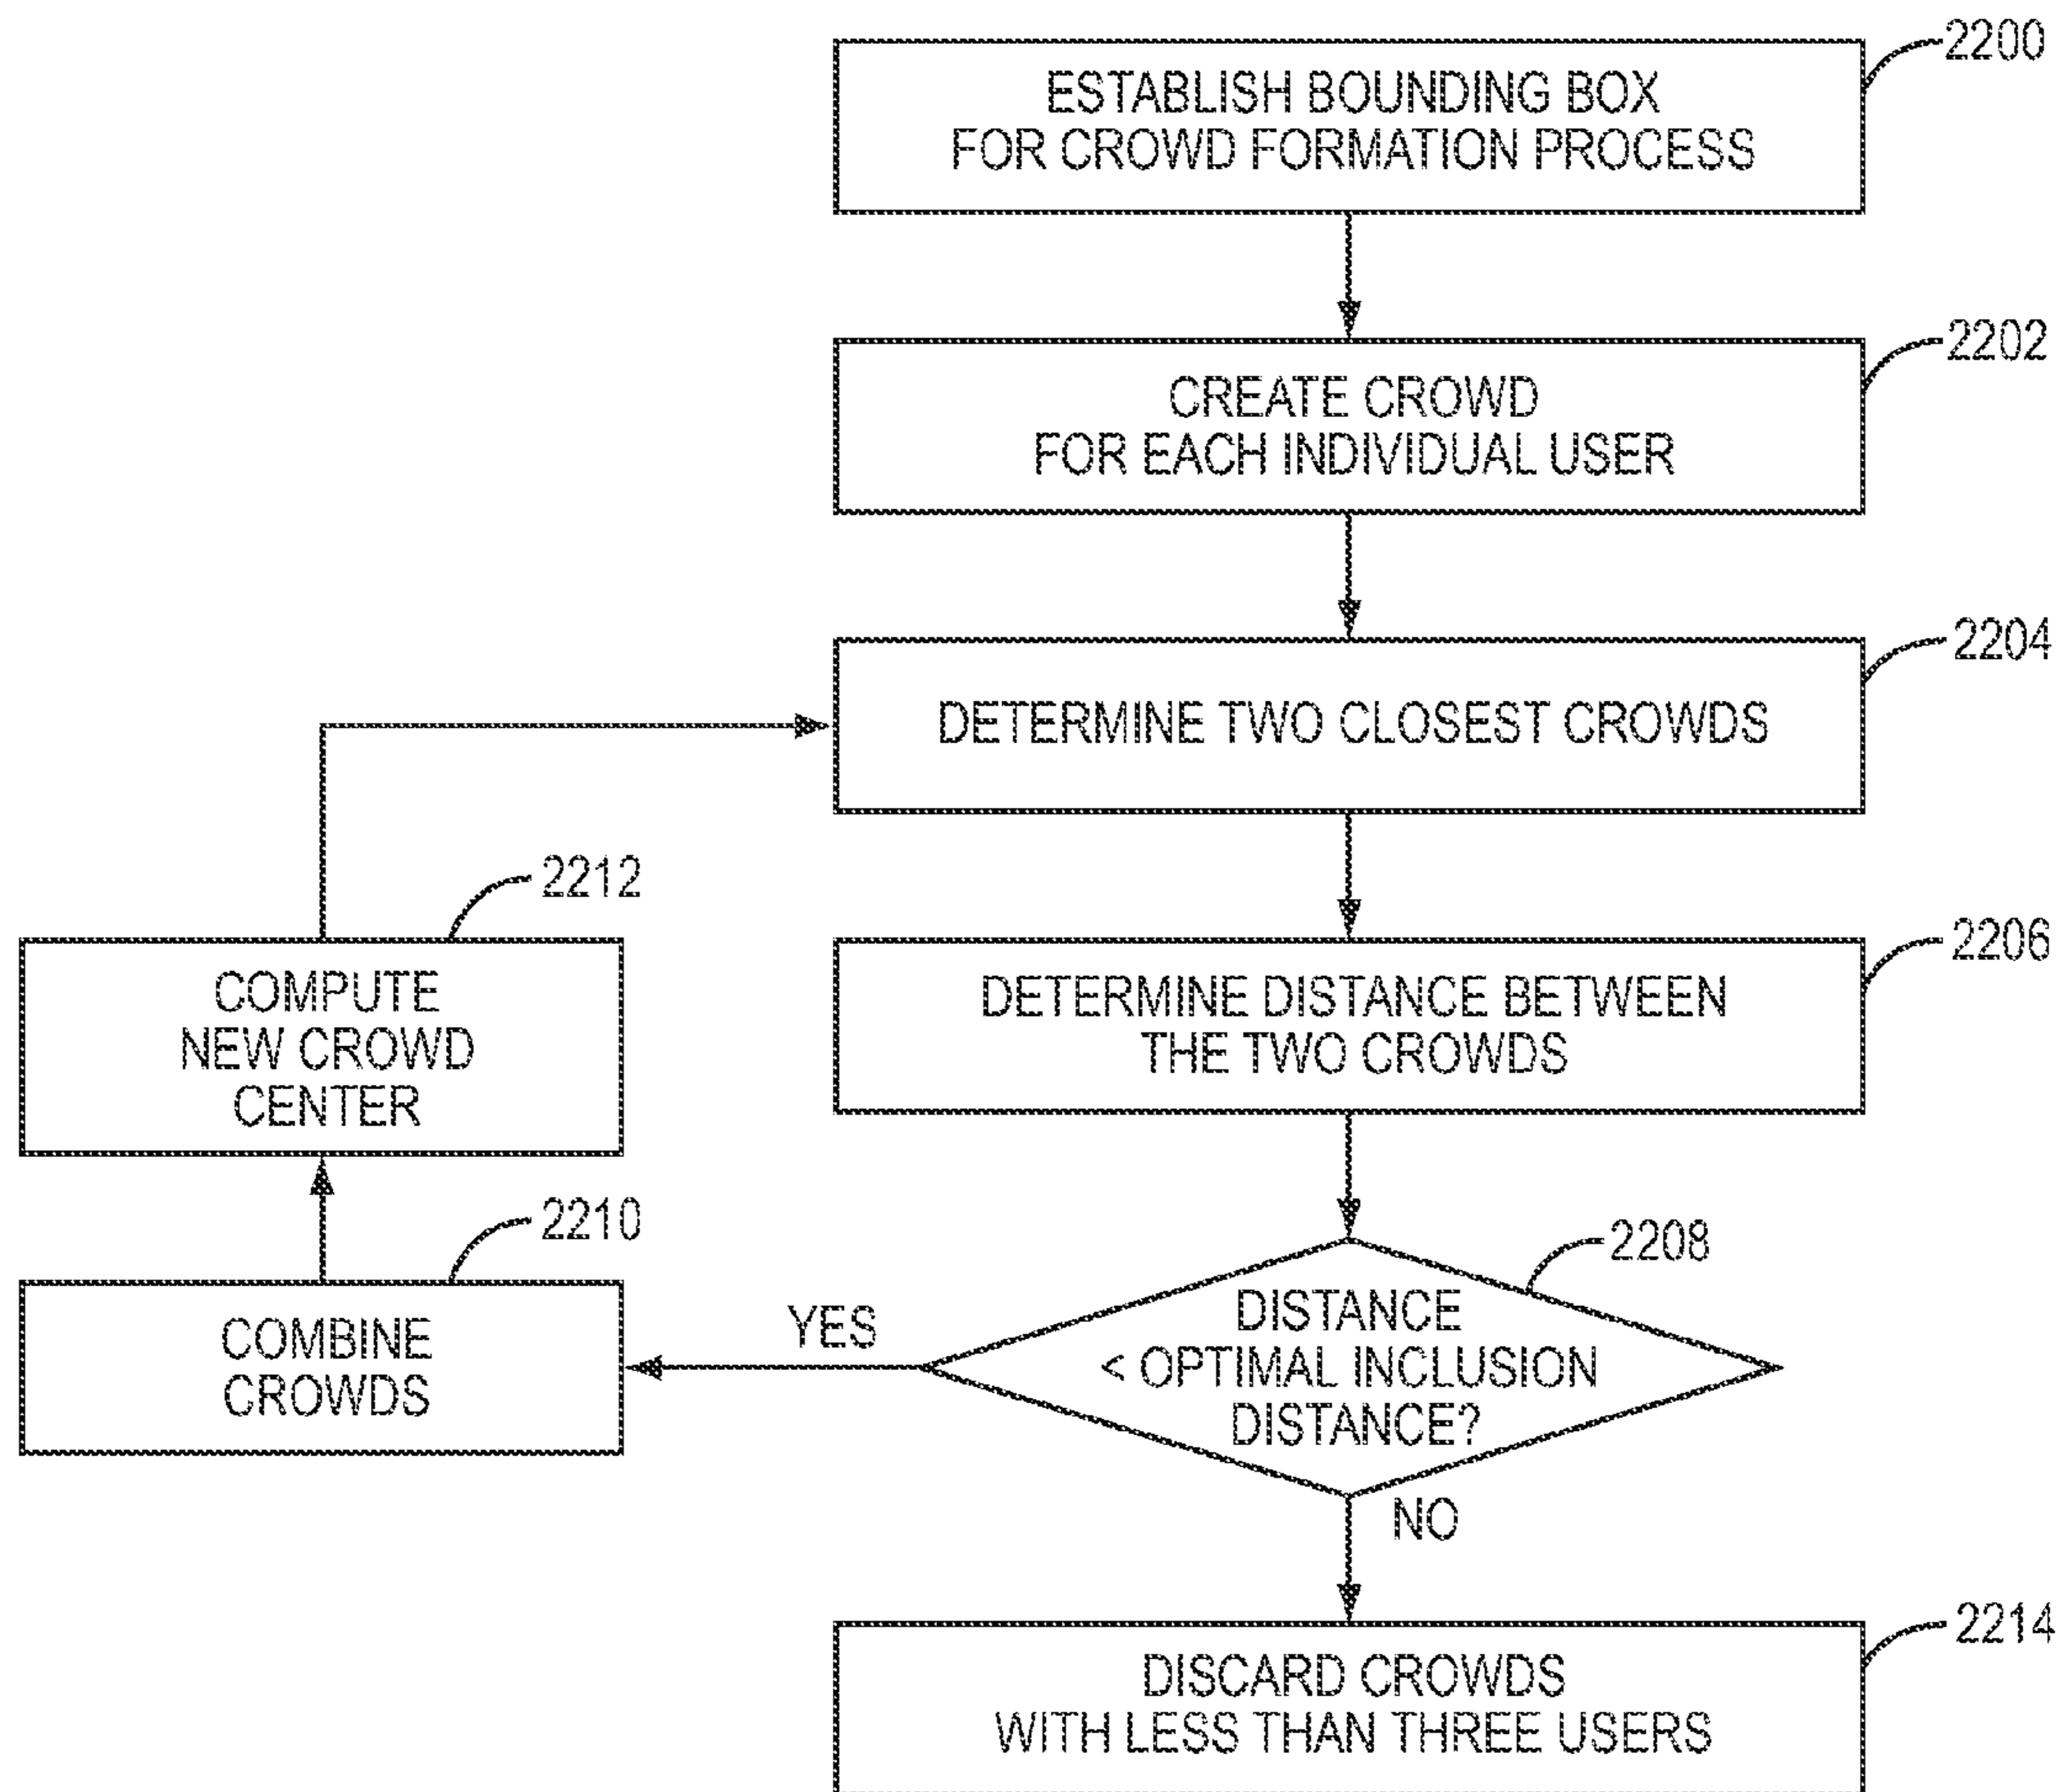 2200
ESTABLISH BOUNDING BOX
FOR CROWD FORMATION PROCESS
2202
CREATE CROWD
FOR EACH INDIVIDUAL USER
2204
DETERMINE TWO CLOSEST CROWDS
2212
COMPUTE
NEW CROWD
CENTER
2206
DETERMINE DISTANCE BETWEEN
THE TWO CROWDS
2210
COMBINE
CROWDS
YES
2208
DISTANCE
< OPTIMAL INCLUSION
DISTANCE?
NO
2214
DISCARD CROWDS
WITH LESS THAN THREE USERS